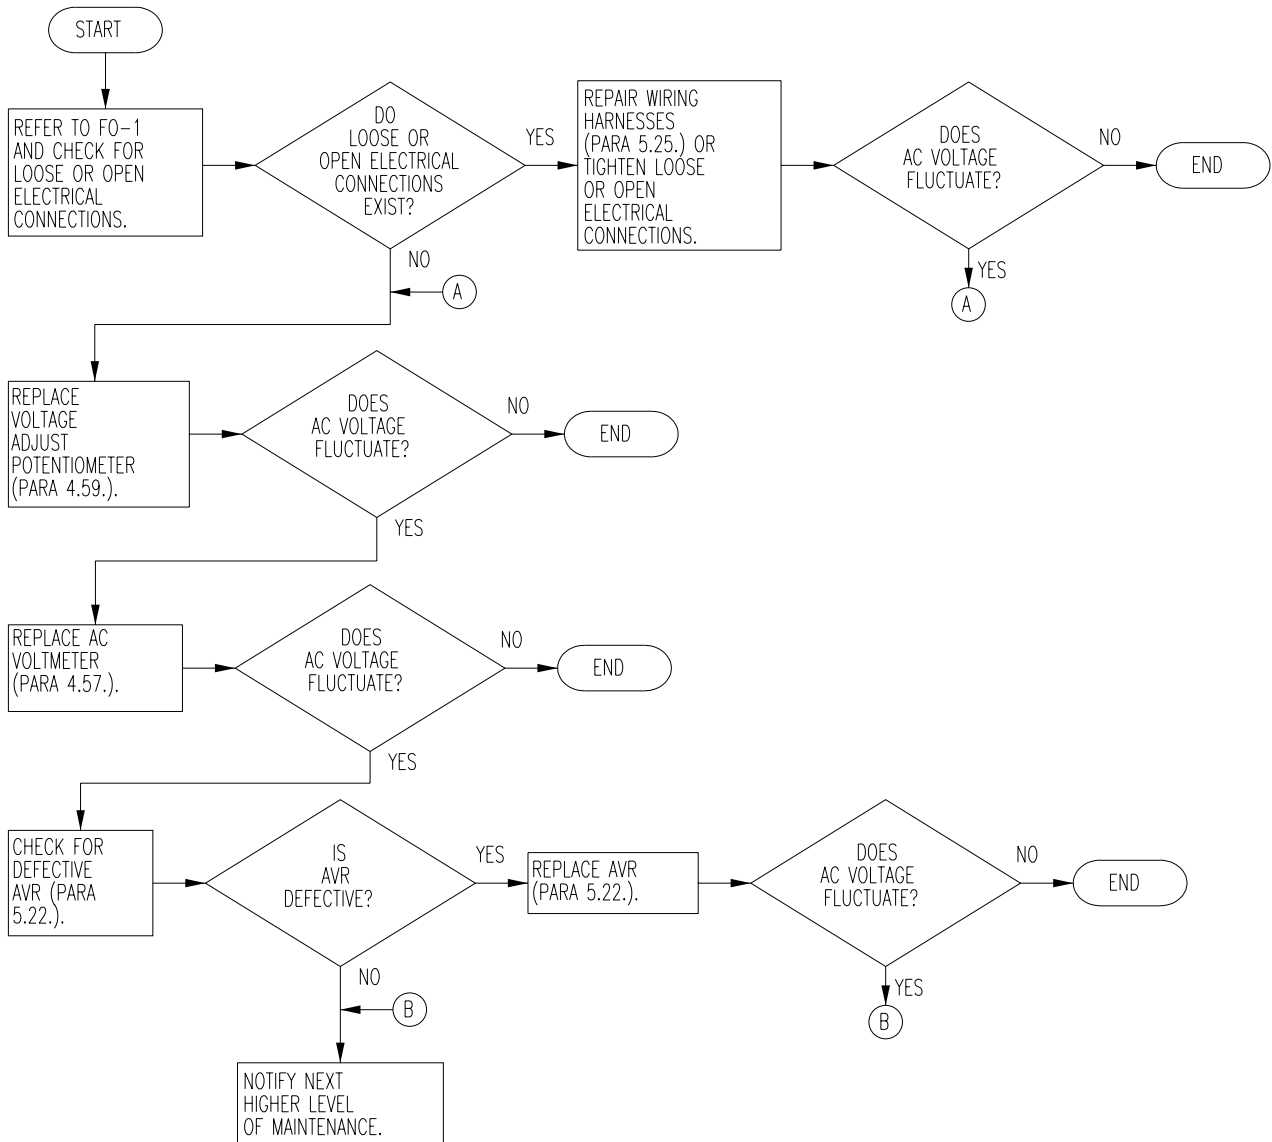 START
REFER TO FO-1
AND CHECK FOR
LOOSE OR OPEN
ELECTRICAL
CONNECTIONS.
DO
LOOSE OR
OPEN ELECTRICAL
CONNECTIONS
EXIST?
YES
REPAIR WIRING
HARNESSES
(PARA 5.25.) OR
TIGHTEN LOOSE
OR OPEN
ELECTRICAL
CONNECTIONS.
DOES
AC VOLTAGE
FLUCTUATE?
NO
END
YES
A
NO
A
REPLACE
VOLTAGE
ADJUST
POTENTIOMETER
(PARA 4.59.).
DOES
AC VOLTAGE
FLUCTUATE?
NO
END
YES
REPLACE AC
VOLTMETER
(PARA 4.57.).
DOES
AC VOLTAGE
FLUCTUATE?
NO
END
YES
CHECK FOR
DEFECTIVE
AVR (PARA
5.22.).
IS
AVR
DEFECTIVE?
YES
REPLACE AVR
(PARA 5.22.).
DOES
AC VOLTAGE
FLUCTUATE?
NO
END
YES
B
NO
B
NOTIFY NEXT
HIGHER LEVEL
OF MAINTENANCE.